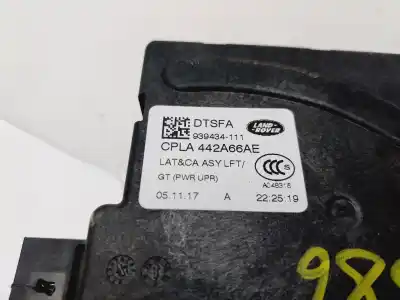 DTSFA
939434-111
LAND-
ROVER
CPLA 442A66AE
LAT&CA ASY LFT/
GT (PWR UPR)
05.11.17 A 22:25:19